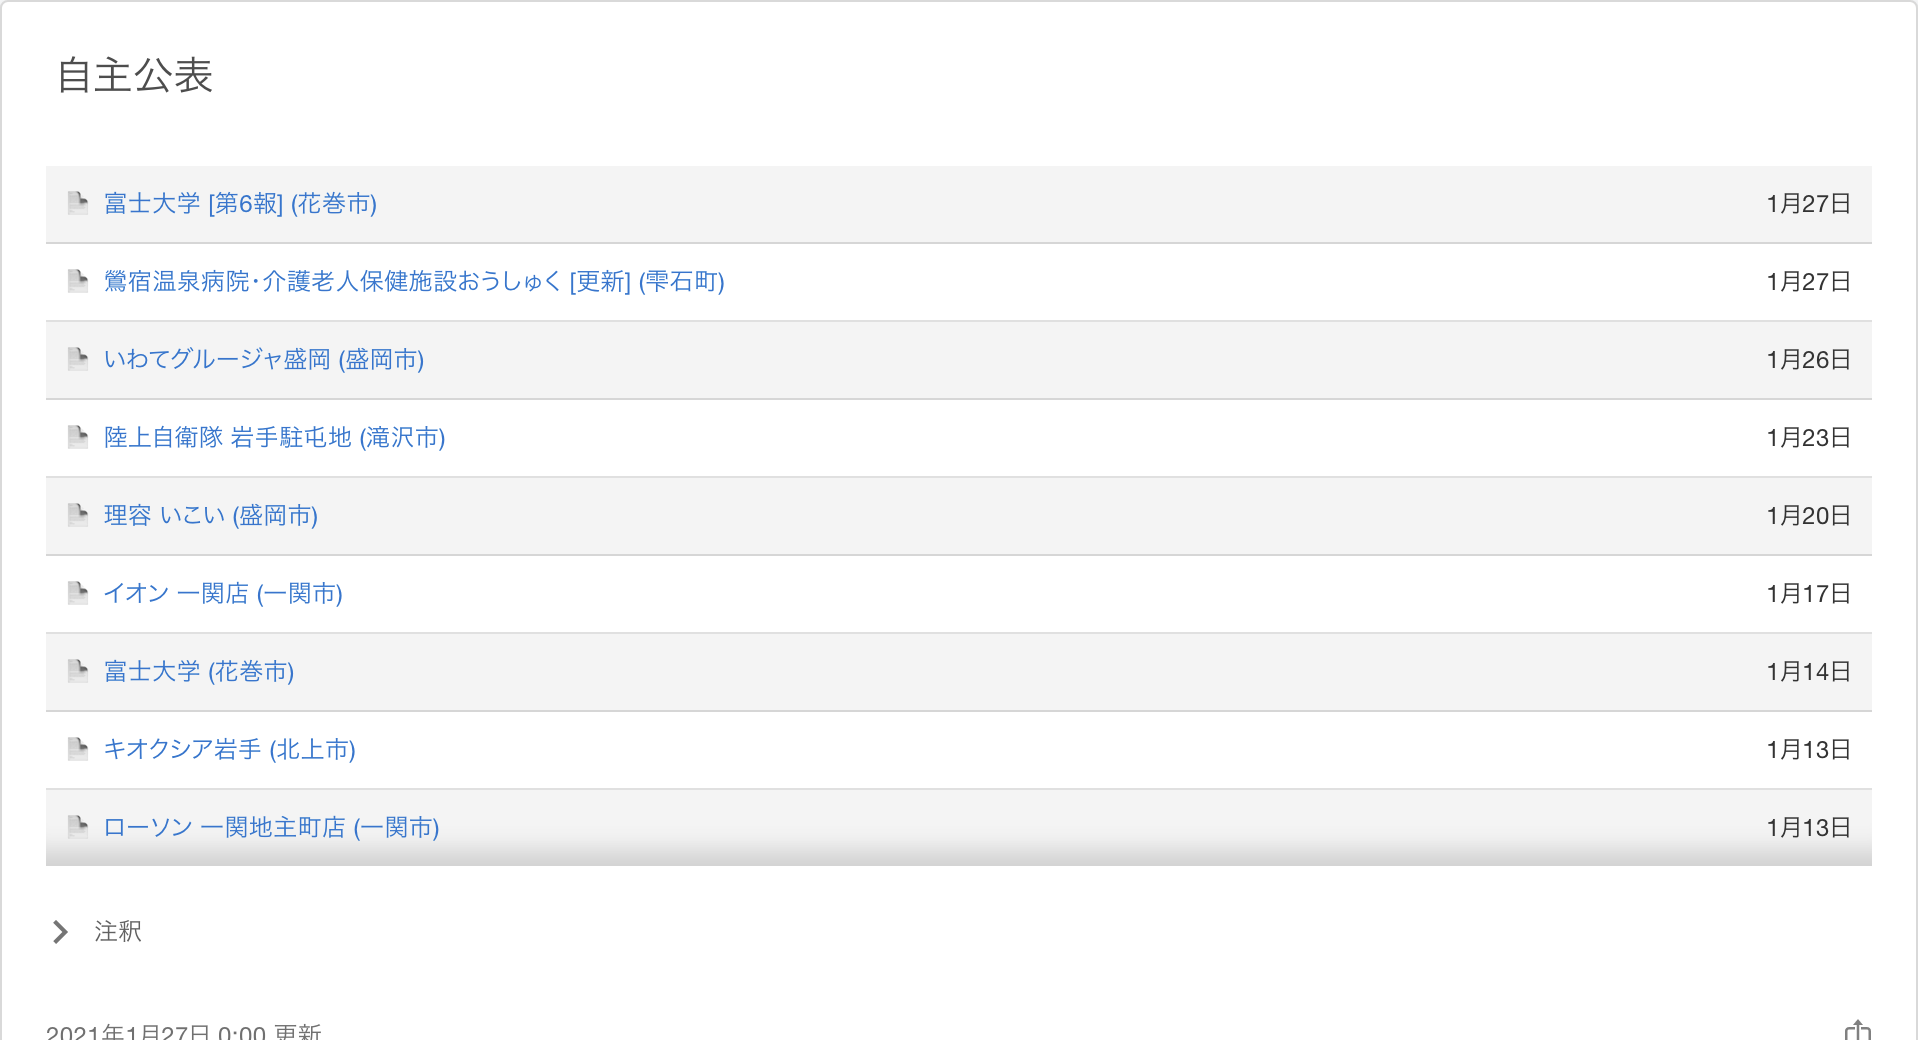 自主公表
富士大学 [第6報] (花巻市) 1月27日
鶯宿温泉病院･介護老人保健施設おうしゅく [更新] (雫石町) 1月27日
いわてグルージャ盛岡 (盛岡市) 1月26日
陸上自衛隊 岩手駐屯地 (滝沢市) 1月23日
理容 いこい (盛岡市) 1月20日
イオン 一関店 (一関市) 1月17日
富士大学 (花巻市) 1月14日
キオクシア岩手 (北上市) 1月13日
ローソン 一関地主町店 (一関市) 1月13日
注釈
2021年1月27日 0:00 更新